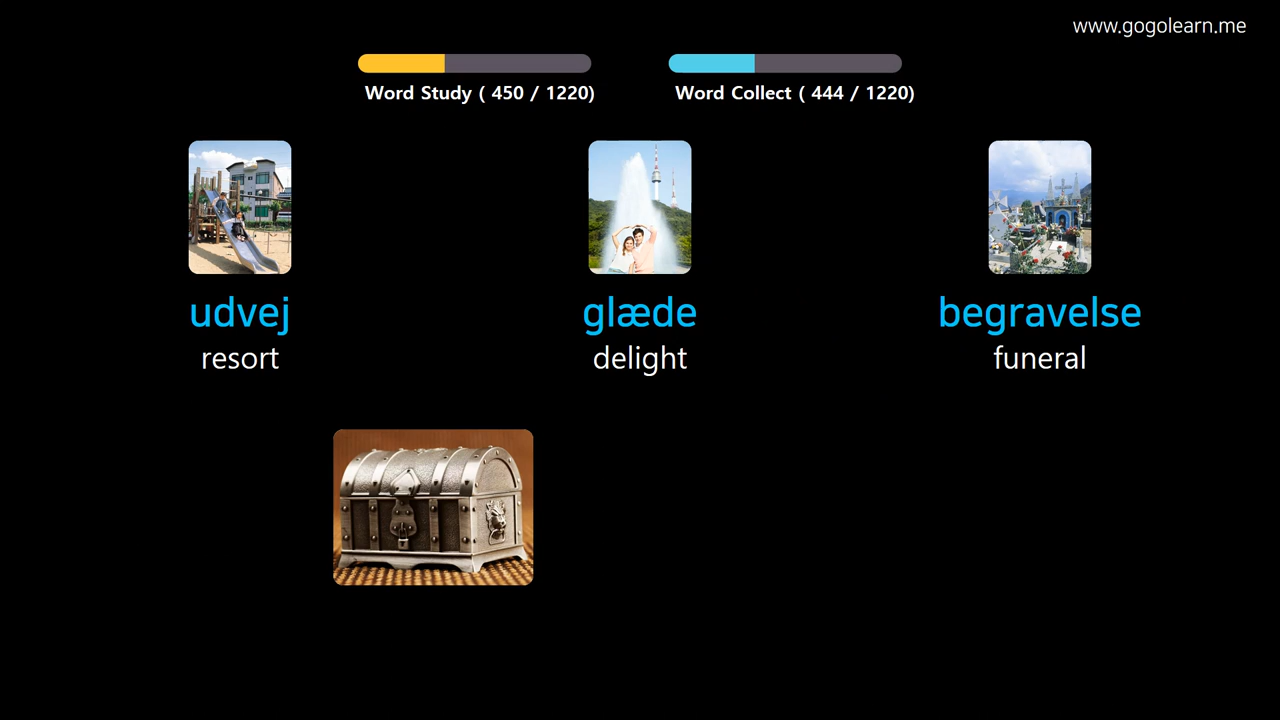 www.gogolearn.me
Word Study ( 450 / 1220)
Word Collect ( 444 / 1220)
udvej
resort
glæde
delight
begravelse
funeral